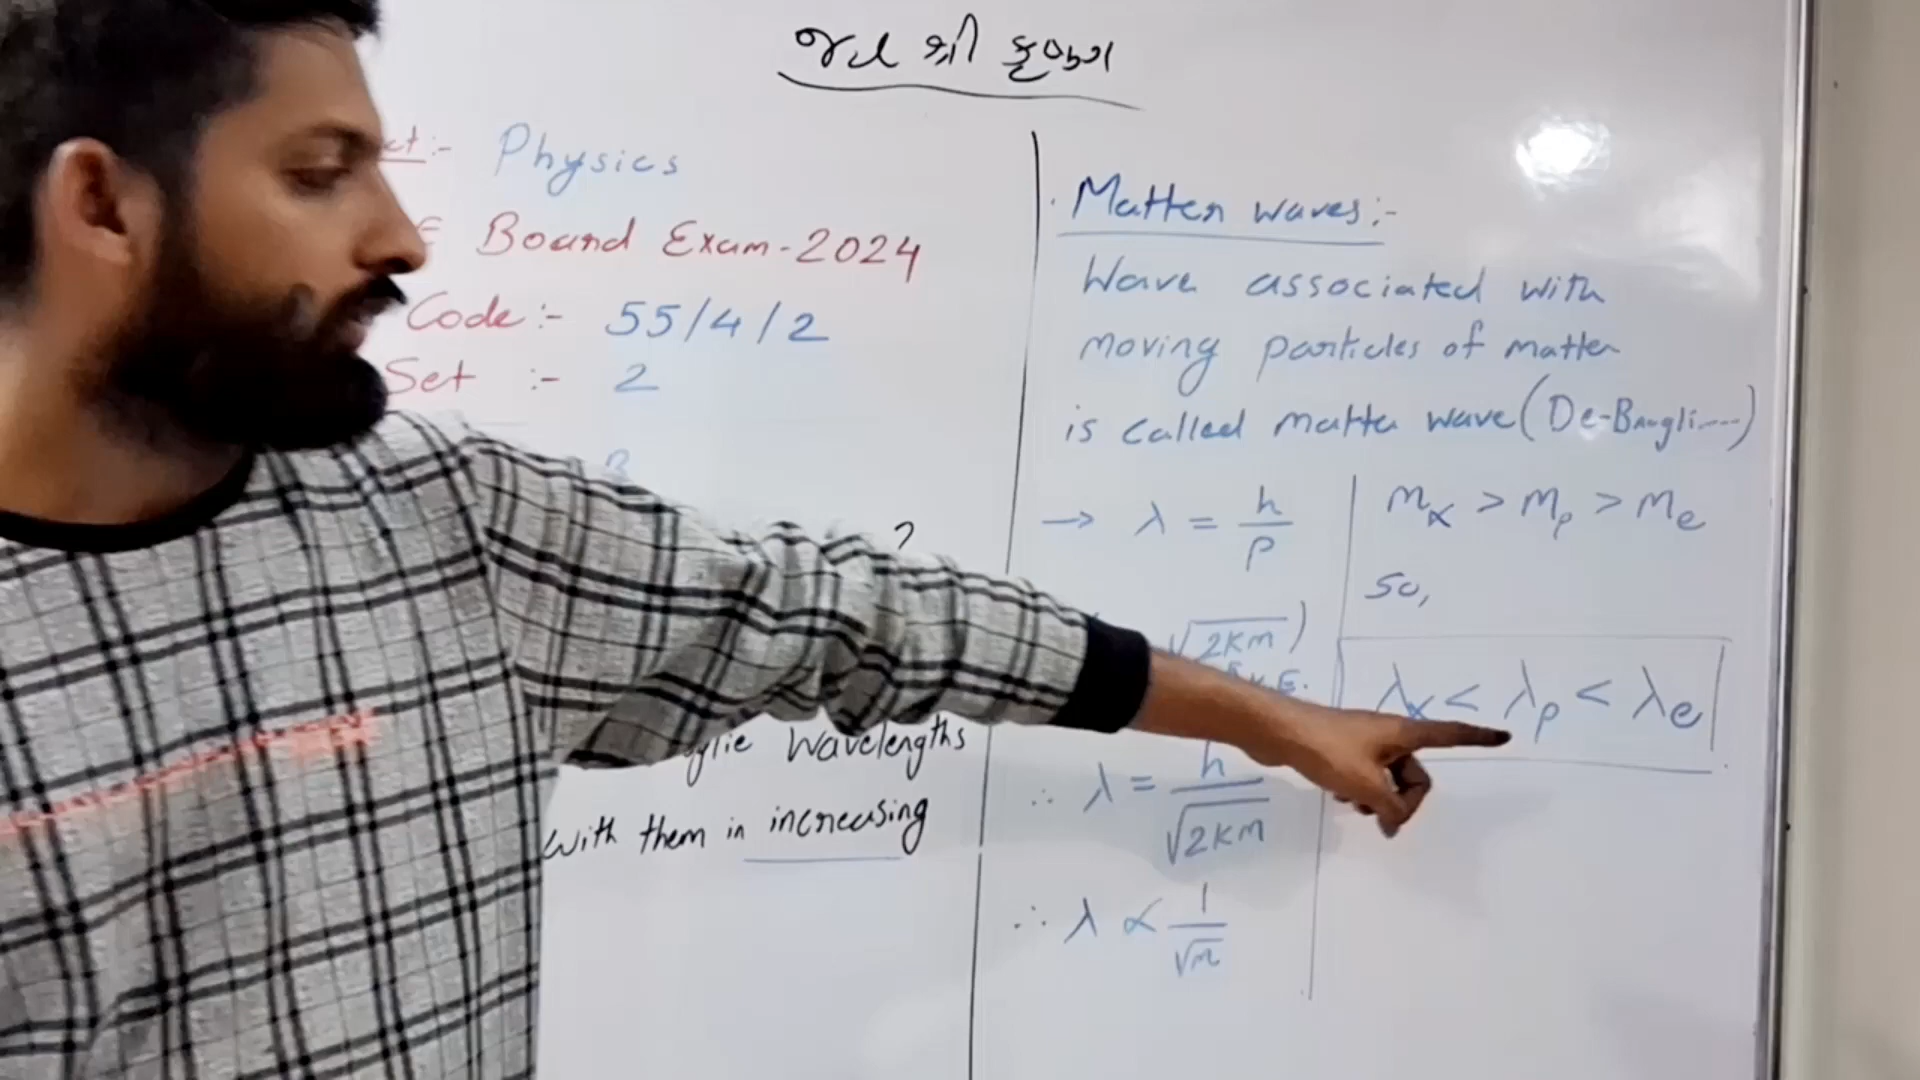 જય શ્રી કૃષ્ણ
Physics
Board Exam-2024
Code:- 55/4/2
Set :- 2
?
Wavelengths
with them in increasing
Matter waves:-
Wave associated with
moving particles of matter
is called matter wave (De-Brogli----)
→ λ = h/P
√2Km)
∴ λ = h/√2Km
∴ λ ∝ 1/√m
mα > mp > me
so,
λα < λp < λe